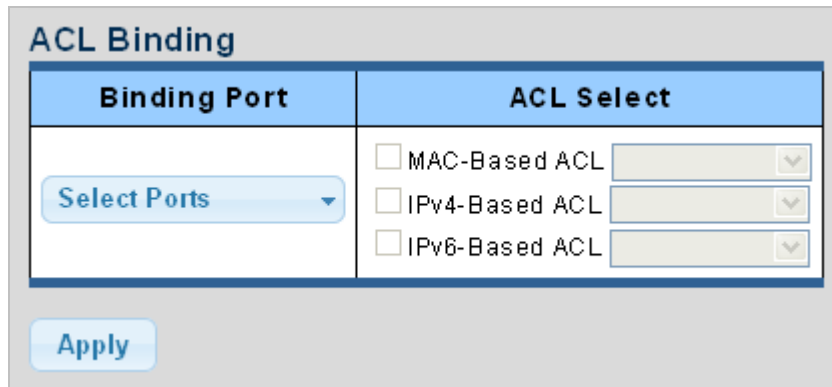 ACL Binding
Binding Port
ACL Select
Select Ports
MAC-Based ACL
IPv4-Based ACL
IPv6-Based ACL
Apply